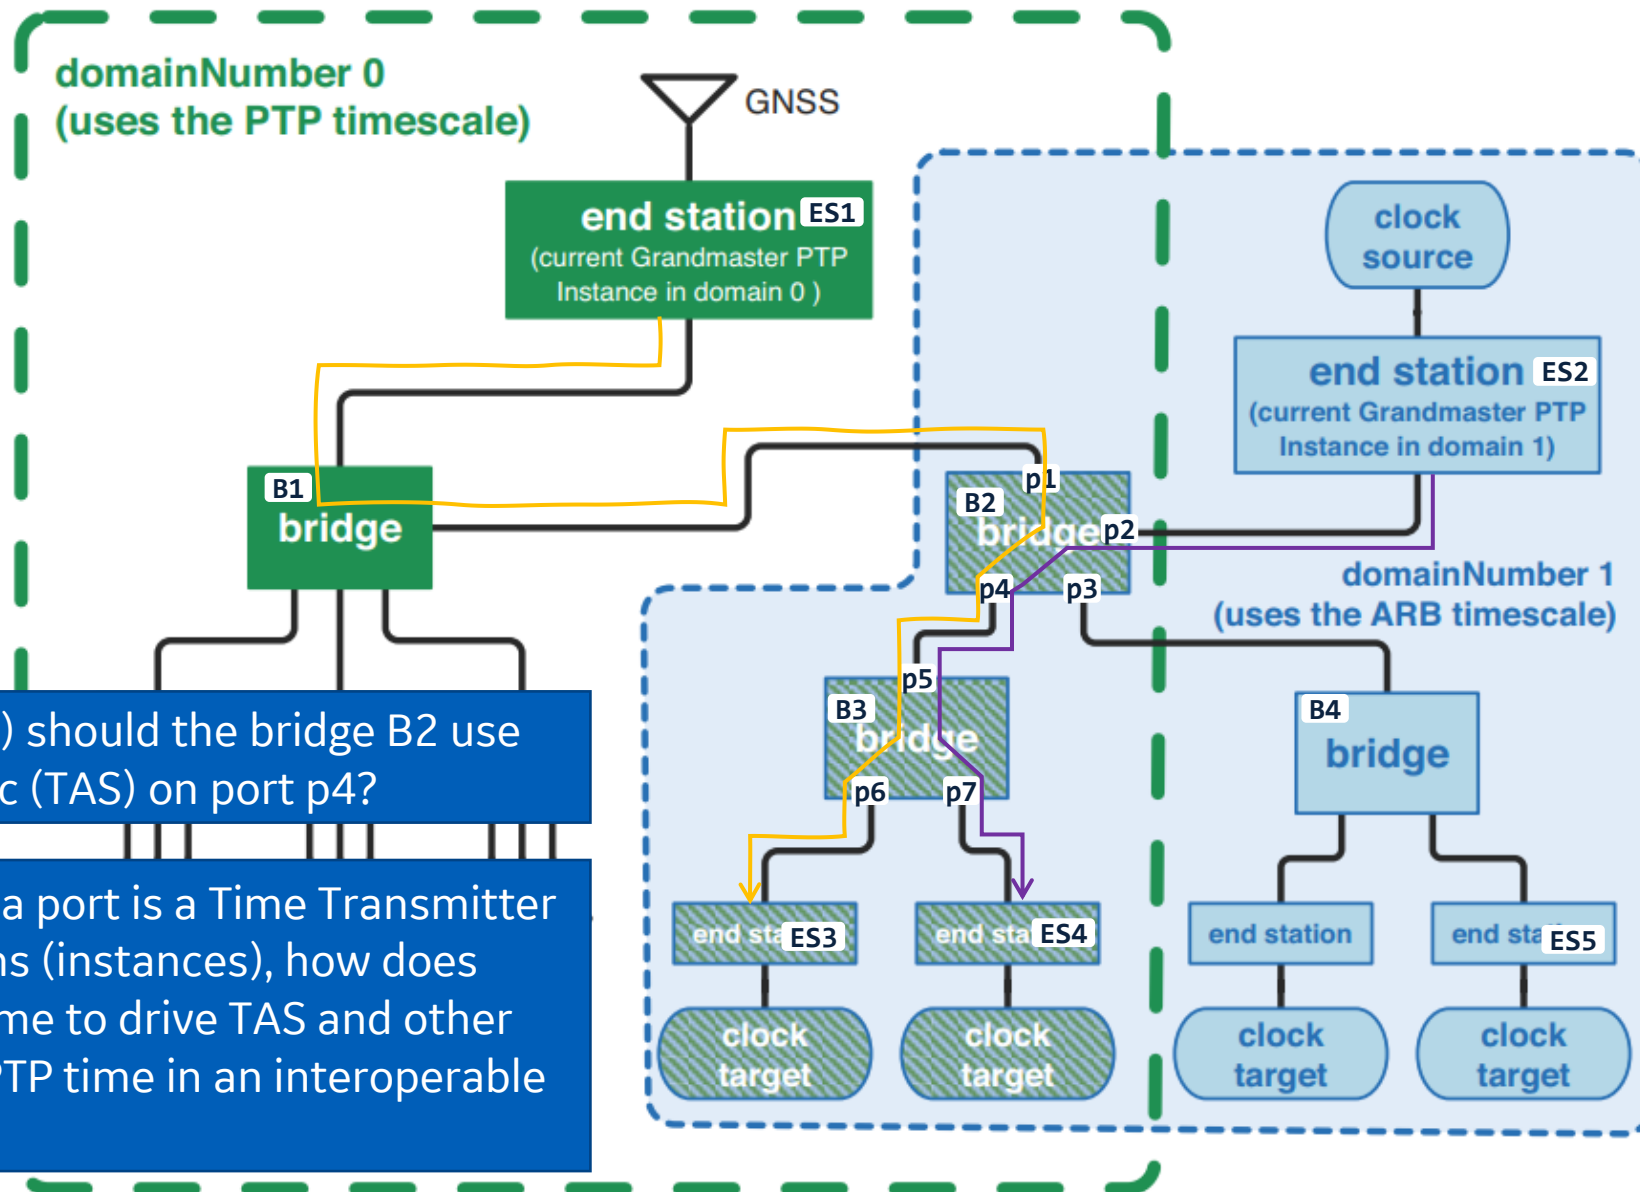 domainNumber 0
(uses the PTP timescale)
GNSS
end station ES1
(current Grandmaster PTP
Instance in domain 0 )
clock
source
end station ES2
(current Grandmaster PTP
Instance in domain 1)
B1
bridge
p1
B2
bridge
p2
p4
p3
domainNumber 1
(uses the ARB timescale)
p5
B3
bridge
p6
p7
B4
bridge
) should the bridge B2 use
c (TAS) on port p4?
a port is a Time Transmitter
ns (instances), how does
me to drive TAS and other
PTP time in an interoperable
end sta ES3
end sta ES4
end station
end sta ES5
clock
target
clock
target
clock
target
clock
target